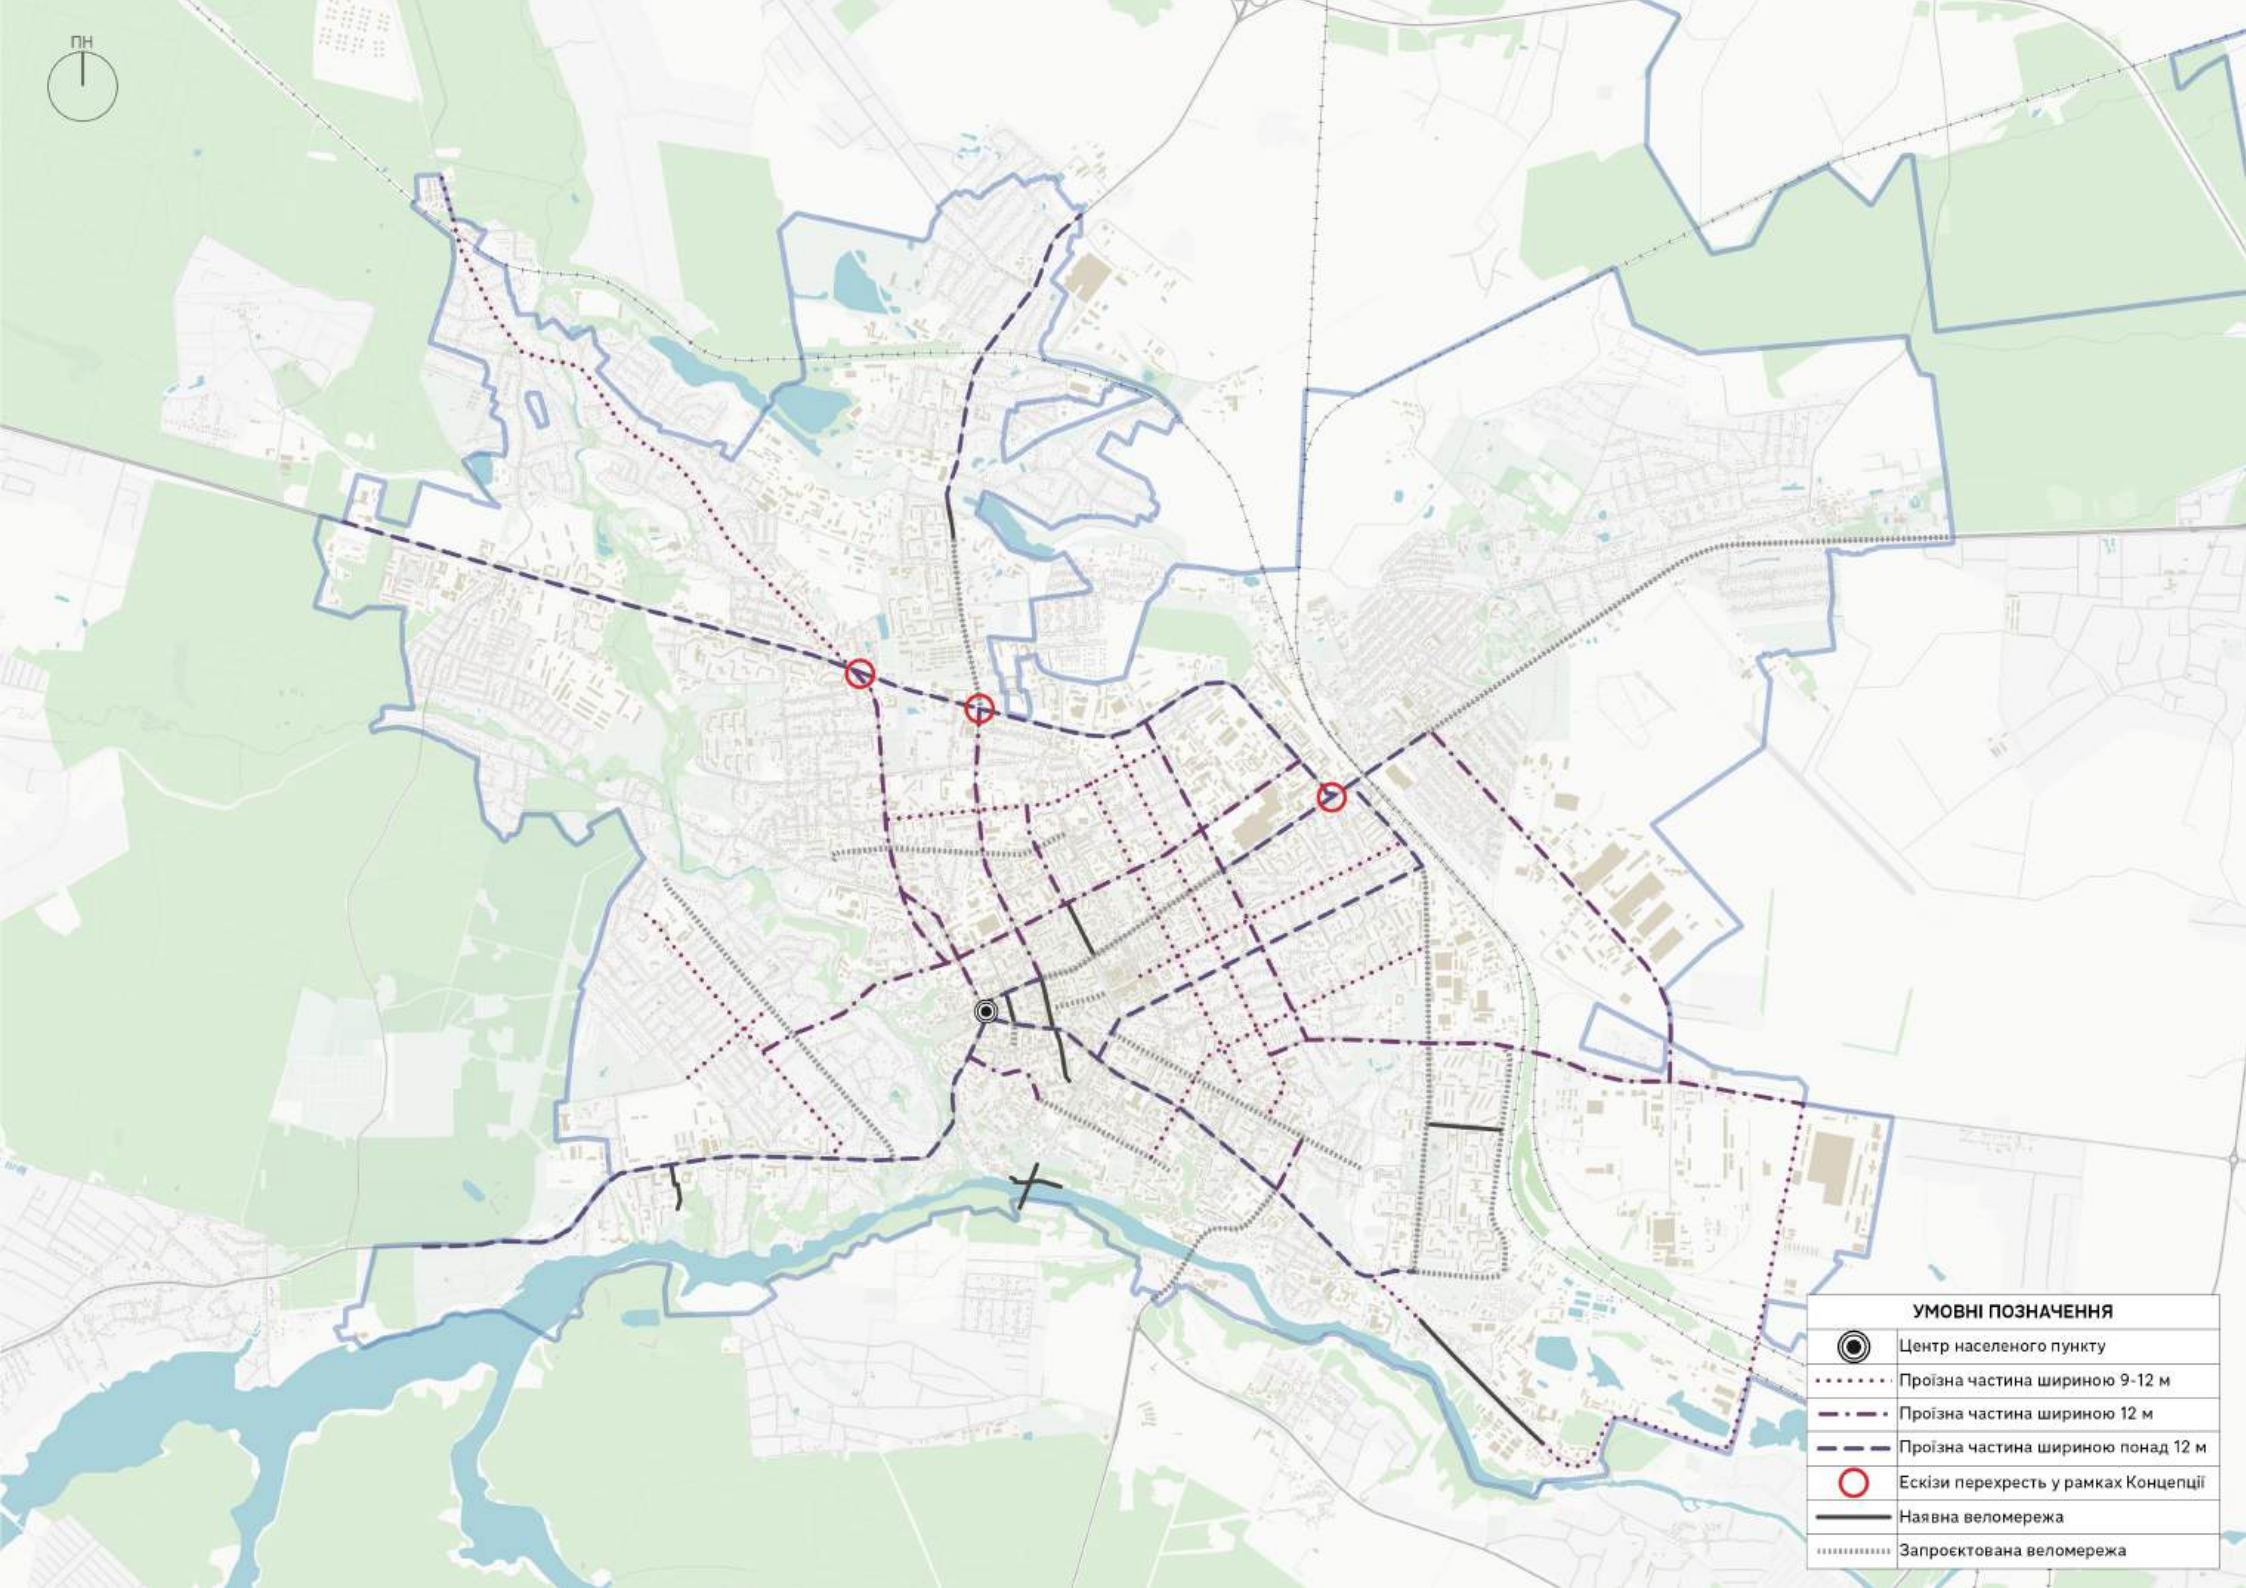 ПН
УМОВНІ ПОЗНАЧЕННЯ
Центр населеного пункту
Проїзна частина шириною 9-12 м
Проїзна частина шириною 12 м
Проїзна частина шириною понад 12 м
Ескізи перехресть у рамках Концепції
Наявна веломережа
Запроєктована веломережа